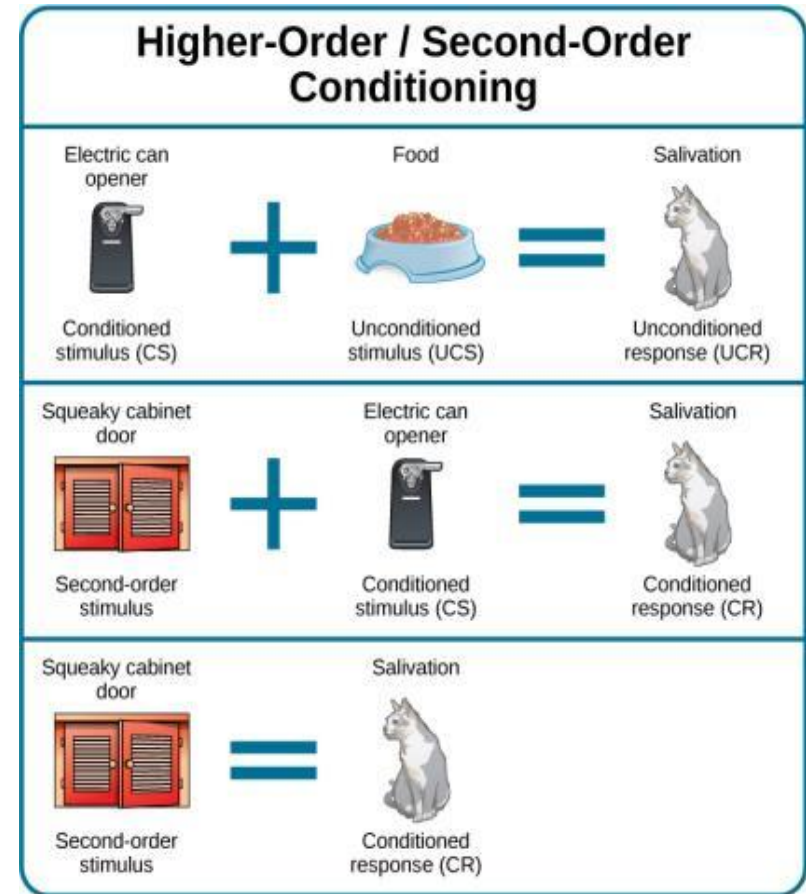 Higher-Order / Second-Order
Conditioning
Electric can
opener
Food
Salivation
Conditioned
stimulus (CS)
Unconditioned
stimulus (UCS)
Unconditioned
response (UCR)
Squeaky cabinet
door
Electric can
opener
Salivation
Second-order
stimulus
Conditioned
stimulus (CS)
Conditioned
response (CR)
Squeaky cabinet
door
Salivation
Second-order
stimulus
Conditioned
response (CR)